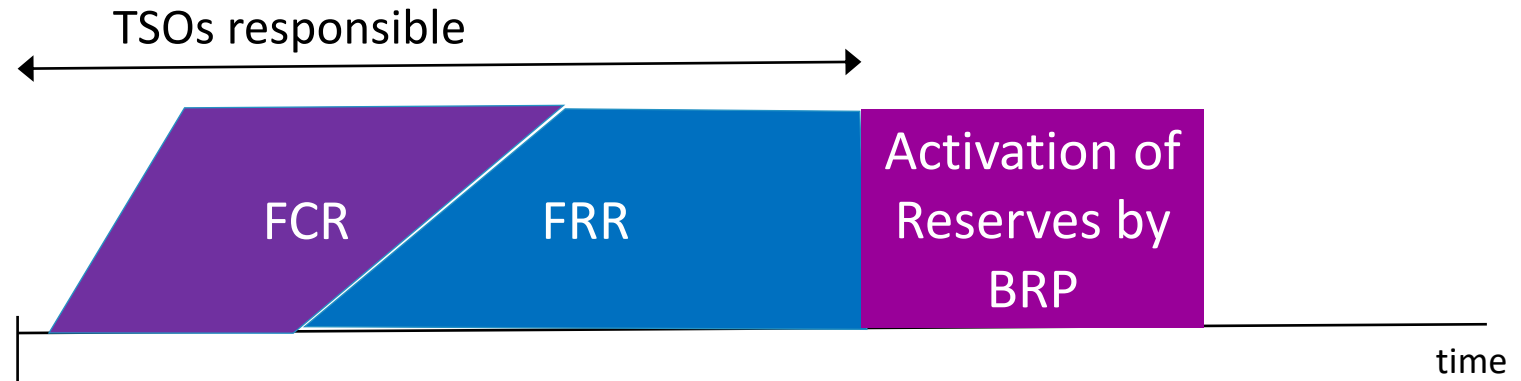 TSOs responsible
FCR
FRR
Activation of
Reserves by
BRP
time